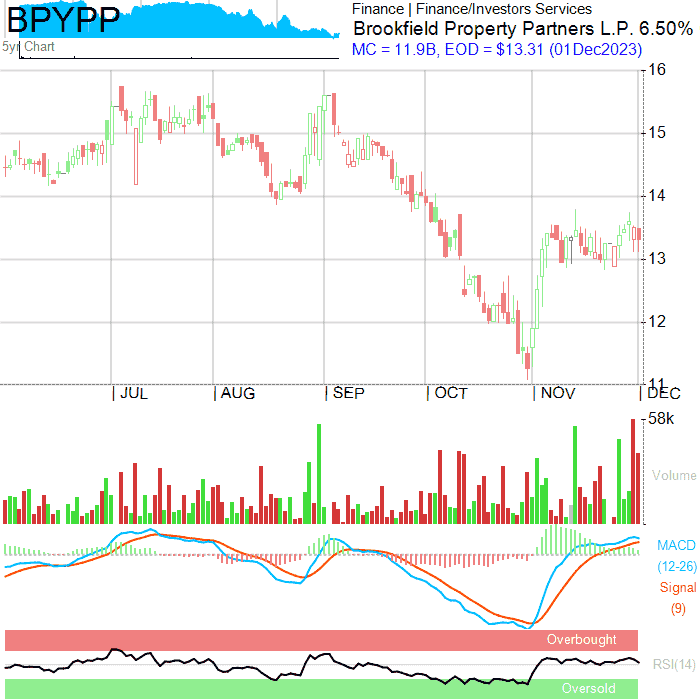 BPYPP
Finance | Finance/Investors Services
Brookfield Property Partners L.P. 6.50%
5yr Chart
MC = 11.9B, EOD = $13.31 (01Dec2023)
16
15
14
13
12
11
| JUL | AUG | SEP | OCT | NOV | DEC
58k
Volume
MACD
(12-26)
Signal
(9)
Overbought
RSI(14)
Oversold